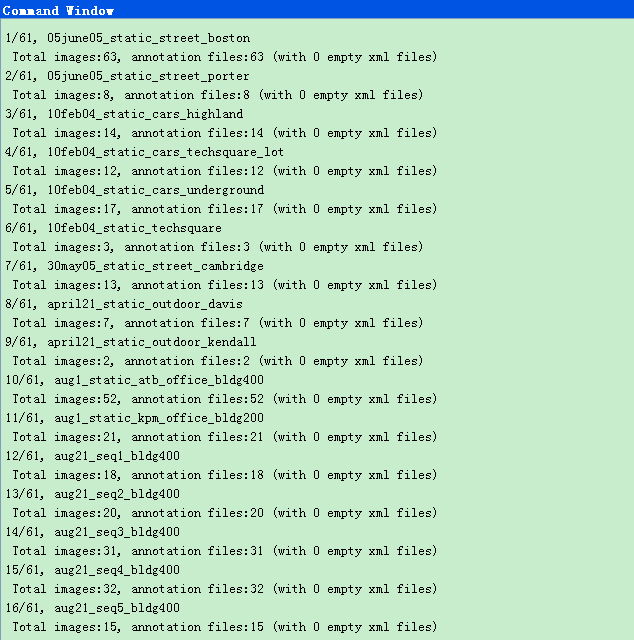 Command Window
1/61, 05june05_static_street_boston
Total images:63, annotation files:63 (with 0 empty xml files)
2/61, 05june05_static_street_porter
Total images:8, annotation files:8 (with 0 empty xml files)
3/61, 10feb04_static_cars_highland
Total images:14, annotation files:14 (with 0 empty xml files)
4/61, 10feb04_static_cars_techsquare_lot
Total images:12, annotation files:12 (with 0 empty xml files)
5/61, 10feb04_static_cars_underground
Total images:17, annotation files:17 (with 0 empty xml files)
6/61, 10feb04_static_techsquare
Total images:3, annotation files:3 (with 0 empty xml files)
7/61, 30may05_static_street_cambridge
Total images:13, annotation files:13 (with 0 empty xml files)
8/61, april21_static_outdoor_davis
Total images:7, annotation files:7 (with 0 empty xml files)
9/61, april21_static_outdoor_kendall
Total images:2, annotation files:2 (with 0 empty xml files)
10/61, aug1_static_atb_office_bldg400
Total images:52, annotation files:52 (with 0 empty xml files)
11/61, aug1_static_kpm_office_bldg200
Total images:21, annotation files:21 (with 0 empty xml files)
12/61, aug21_seq1_bldg400
Total images:18, annotation files:18 (with 0 empty xml files)
13/61, aug21_seq2_bldg400
Total images:20, annotation files:20 (with 0 empty xml files)
14/61, aug21_seq3_bldg400
Total images:31, annotation files:31 (with 0 empty xml files)
15/61, aug21_seq4_bldg400
Total images:32, annotation files:32 (with 0 empty xml files)
16/61, aug21_seq5_bldg400
Total images:15, annotation files:15 (with 0 empty xml files)